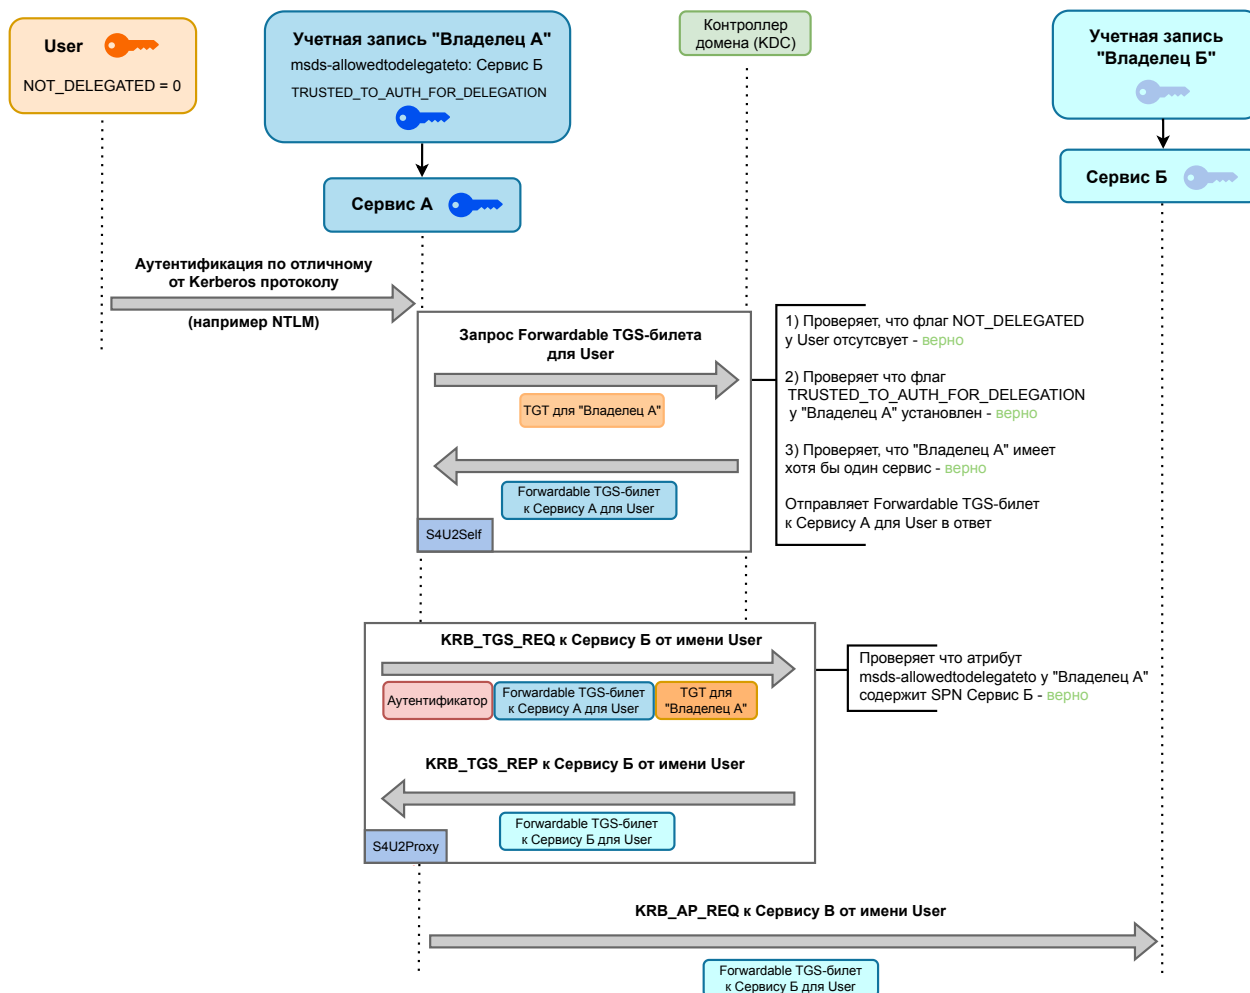 User
NOT_DELEGATED = 0
Учетная запись "Владелец А"
msds-allowedtodelegateto: Сервис Б
TRUSTED_TO_AUTH_FOR_DELEGATION
Контроллер
домена (KDC)
Учетная запись
"Владелец Б"
Сервис А
Сервис Б
Аутентификация по отличному
от Kerberos протоколу
(например NTLM)
Запрос Forwardable TGS-билета
для User
TGT для "Владелец А"
Forwardable TGS-билет
к Сервису А для User
S4U2Self
1) Проверяет, что флаг NOT_DELEGATED
у User отсутсвует - верно
2) Проверяет что флаг
TRUSTED_TO_AUTH_FOR_DELEGATION
у "Владелец А" установлен - верно
3) Проверяет, что "Владелец А" имеет
хотя бы один сервис - верно
Отправляет Forwardable TGS-билет
к Сервису А для User в ответ
KRB_TGS_REQ к Сервису Б от имени User
Аутентификатор
Forwardable TGS-билет
к Сервису А для User
TGT для
"Владелец А"
Проверяет что атрибут
msds-allowedtodelegateto у "Владелец А"
содержит SPN Сервис Б - верно
KRB_TGS_REP к Сервису Б от имени User
Forwardable TGS-билет
к Сервису Б для User
S4U2Proxy
KRB_AP_REQ к Сервису В от имени User
Forwardable TGS-билет
к Сервису Б для User